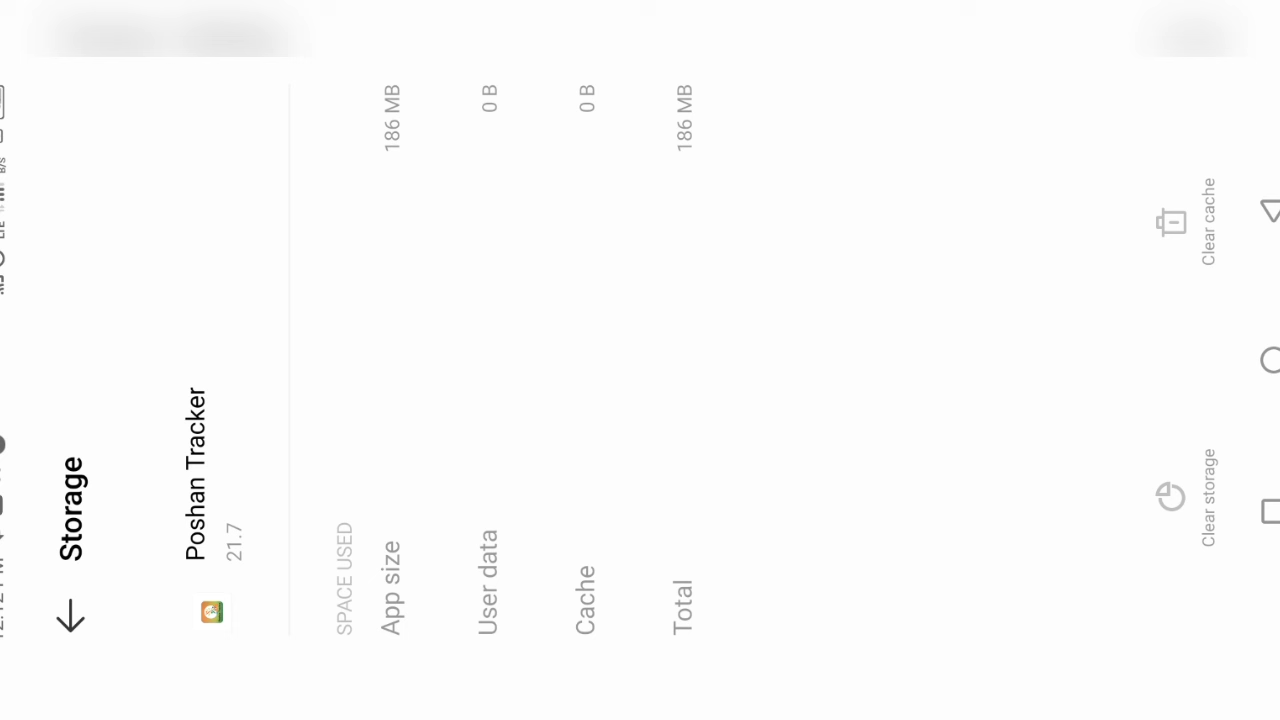 Storage
Poshan Tracker
21.7
SPACE USED
App size 186 MB
User data 0 B
Cache 0 B
Total 186 MB
Clear storage Clear cache